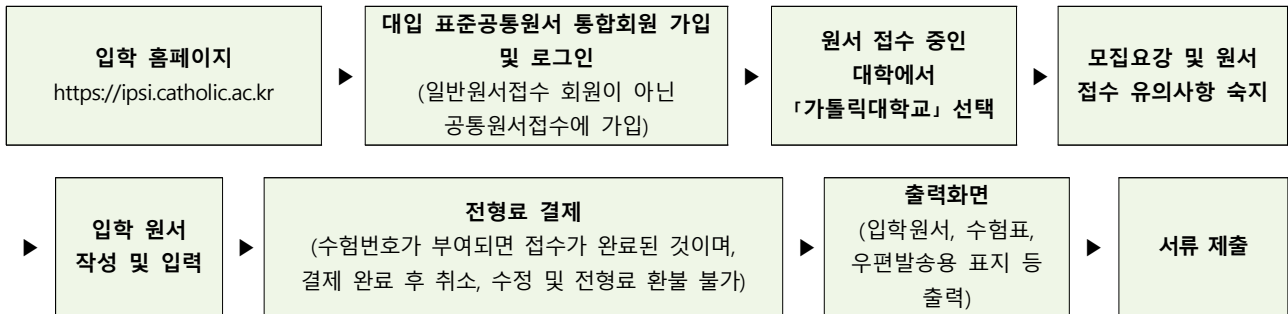 입학 홈페이지
https://ipsi.catholic.ac.kr
▶
대입 표준공통원서 통합회원 가입
및 로그인
(일반원서접수 회원이 아닌
공통원서접수에 가입)
▶
원서 접수 중인
대학에서
「가톨릭대학교」 선택
▶
모집요강 및 원서
접수 유의사항 숙지
▶
입학 원서
작성 및 입력
▶
전형료 결제
(수험번호가 부여되면 접수가 완료된 것이며,
결제 완료 후 취소, 수정 및 전형료 환불 불가)
▶
출력화면
(입학원서, 수험표,
우편발송용 표지 등
출력)
▶
서류 제출